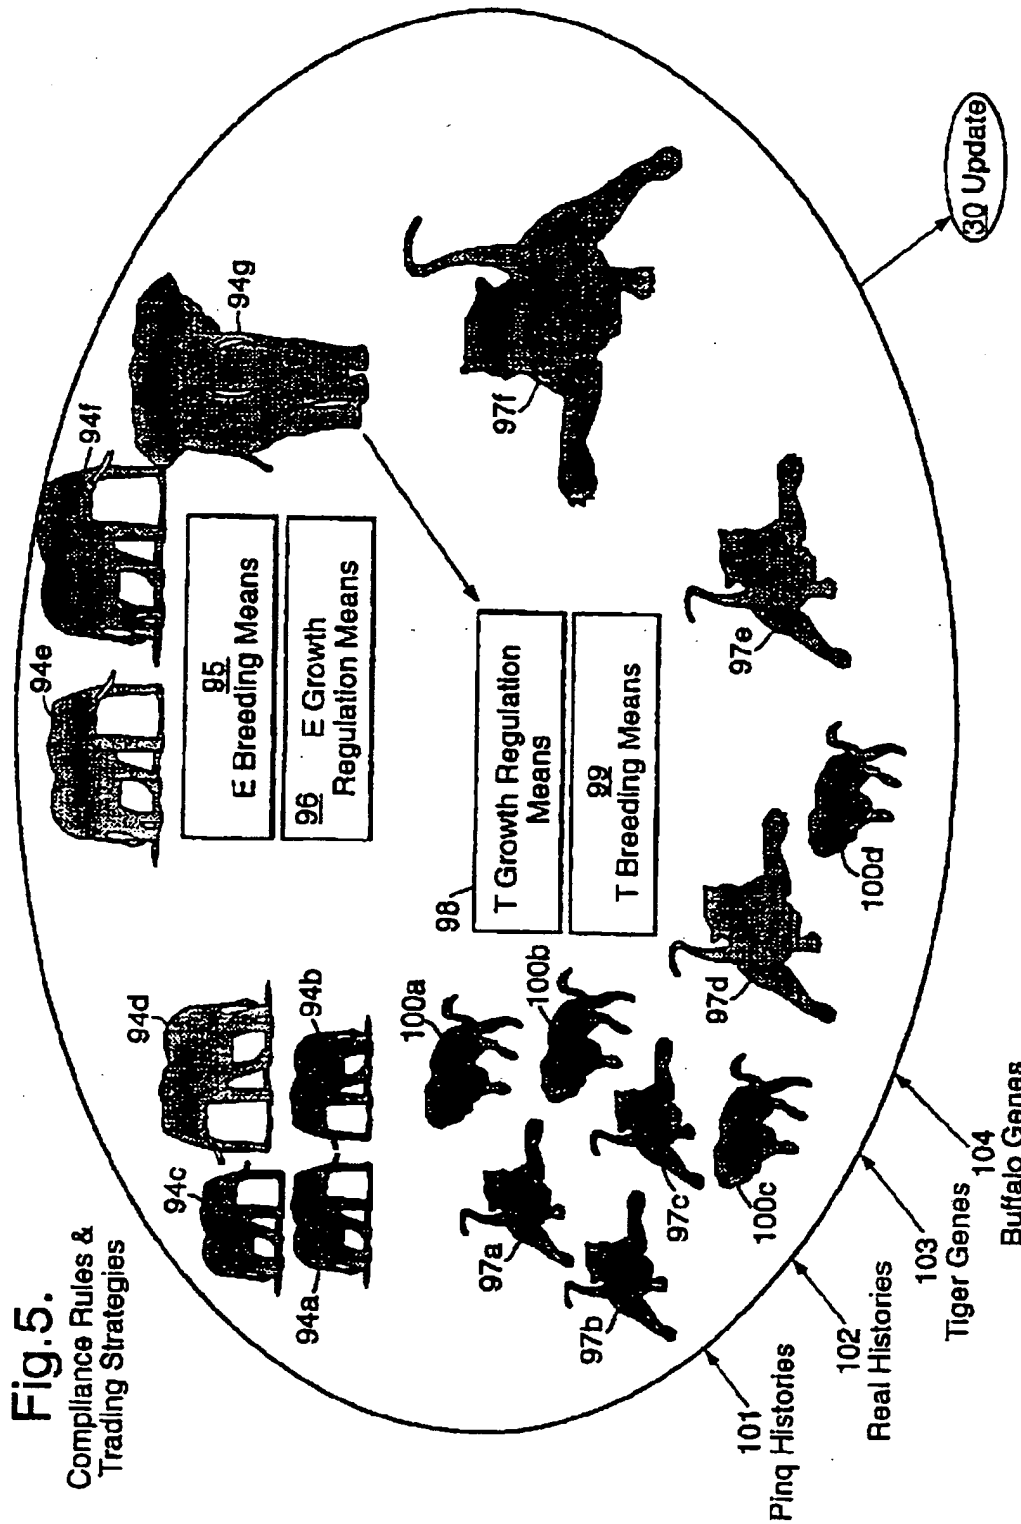 Fig.5.
Compliance Rules &
Trading Strategies
94a
94b
94c
94d
94e
94f
94g
95
E Breeding Means
96 E Growth
Regulation Means
98
T Growth Regulation
Means
99
T Breeding Means
97a
97b
97c
97d
97e
97f
100a
100b
100c
100d
101
Pinq Histories
102
Real Histories
103
Tiger Genes
104
Buffalo Genes
30 Update